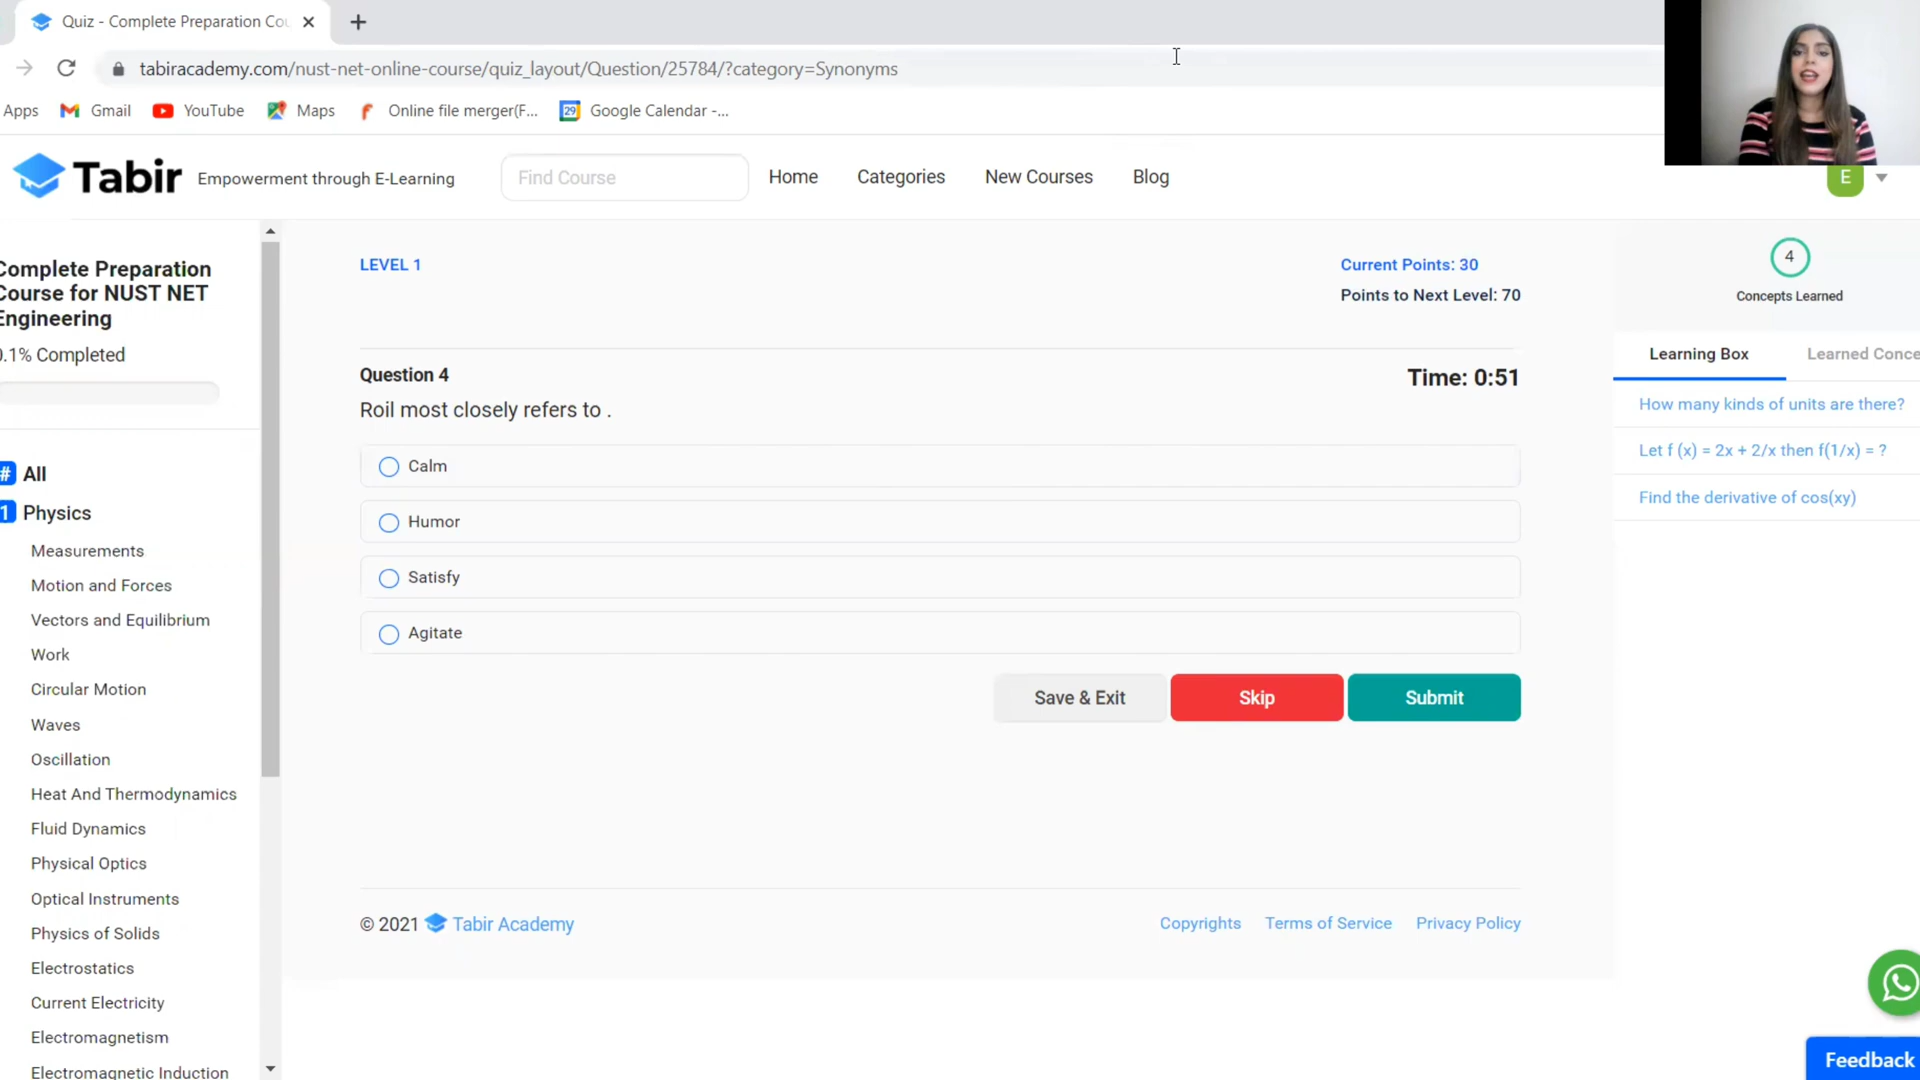 Quiz - Complete Preparation Cou
tabiracademy.com/nust-net-online-course/quiz_layout/Question/25784/?category=Synonyms
Apps
Gmail
YouTube
Maps
Online file merger(F...
29
Google Calendar -...
Tabir
Empowerment through E-Learning
Find Course
Home
Categories
New Courses
Blog
E
Complete Preparation
Course for NUST NET
Engineering
0.1% Completed
# All
1 Physics
Measurements
Motion and Forces
Vectors and Equilibrium
Work
Circular Motion
Waves
Oscillation
Heat And Thermodynamics
Fluid Dynamics
Physical Optics
Optical Instruments
Physics of Solids
Electrostatics
Current Electricity
Electromagnetism
Electromagnetic Induction
LEVEL 1
Current Points: 30
Points to Next Level: 70
Question 4
Time: 0:51
Roil most closely refers to .
Calm
Humor
Satisfy
Agitate
Save & Exit
Skip
Submit
© 2021 Tabir Academy
Copyrights
Terms of Service
Privacy Policy
4
Concepts Learned
Learning Box
Learned Conce
How many kinds of units are there?
Let f (x) = 2x + 2/x then f(1/x) = ?
Find the derivative of cos(xy)
Feedback